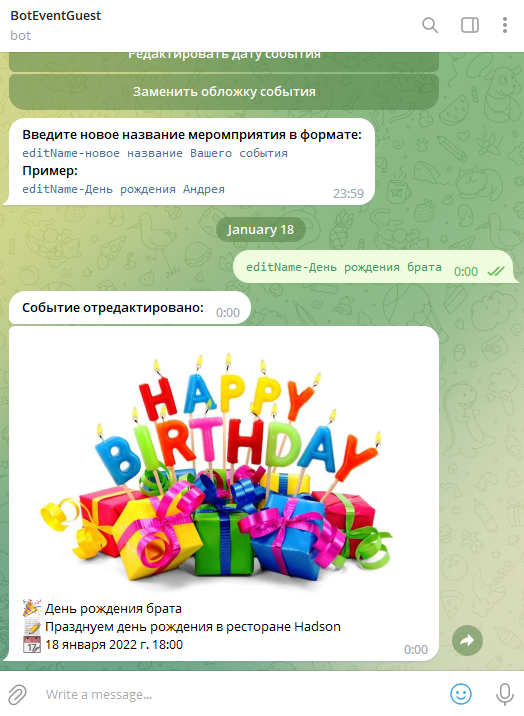 BotEventGuest
bot
Редактировать дату события
Заменить обложку события
Введите новое название меромприятия в формате:
editName-новое название Вашего события
Пример:
editName-День рождения Андрея
23:59
January 18
editName-День рождения брата 0:00
Событие отредактировано: 0:00
HAPPY
BIRTHDAY
День рождения брата
Празднуем день рождения в ресторане Hadson
18 января 2022 г. 18:00
0:00
Write a message...